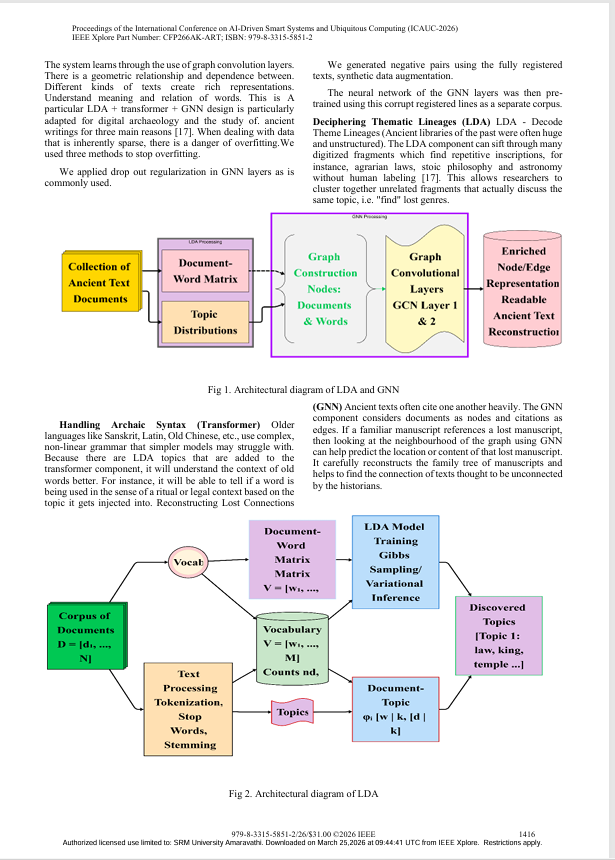 Proceedings of the International Conference on AI-Driven Smart Systems and Ubiquitous Computing (ICAUC-2026)
IEEE Xplore Part Number: CFP266AK-ART; ISBN: 979-8-3315-5851-2
The system learns through the use of graph convolution layers.
There is a geometric relationship and dependence between.
Different kinds of texts create rich representations.
Understand meaning and relation of words. This is A
particular LDA + transformer + GNN design is particularly
adapted for digital archaeology and the study of. ancient
writings for three main reasons [17]. When dealing with data
that is inherently sparse, there is a danger of overfitting.We
used three methods to stop overfitting.
We applied drop out regularization in GNN layers as is
commonly used.
We generated negative pairs using the fully registered
texts, synthetic data augmentation.
The neural network of the GNN layers was then pre-
trained using this corrupt registered lines as a separate corpus.
Deciphering Thematic Lineages (LDA) LDA - Decode
Theme Lineages (Ancient libraries of the past were often huge
and unstructured). The LDA component can sift through many
digitized fragments which find repetitive inscriptions, for
instance, agrarian laws, stoic philosophy and astronomy
without human labeling [17]. This allows researchers to
cluster together unrelated fragments that actually discuss the
same topic, i.e. "find" lost genres.
Collection of
Ancient Text
Documents
LDA Processing
Document-
Word Matrix
Topic
Distributions
GNN Processing
Graph
Construction
Nodes:
Documents
& Words
Graph
Convolutional
Layers
GCN Layer 1
& 2
Enriched
Node/Edge
Representation
Readable
Ancient Text
Reconstruction
Fig 1. Architectural diagram of LDA and GNN
Handling Archaic Syntax (Transformer) Older
languages like Sanskrit, Latin, Old Chinese, etc., use complex,
non-linear grammar that simpler models may struggle with.
Because there are LDA topics that are added to the
transformer component, it will understand the context of old
words better. For instance, it will be able to tell if a word is
being used in the sense of a ritual or legal context based on the
topic it gets injected into. Reconstructing Lost Connections
(GNN) Ancient texts often cite one another heavily. The GNN
component considers documents as nodes and citations as
edges. If a familiar manuscript references a lost manuscript,
then looking at the neighbourhood of the graph using GNN
can help predict the location or content of that lost manuscript.
It carefully reconstructs the family tree of manuscripts and
helps to find the connection of texts thought to be unconnected
by the historians.
Corpus of
Documents
D = [d₁, ...,
N]
Vocab
Text
Processing
Tokenization,
Stop
Words,
Stemming
Document-
Word
Matrix
Matrix
V = [w₁, ...,
Vocabulary
V = [w₁, ...,
M]
Counts nd,
Topics
LDA Model
Training
Gibbs
Sampling/
Variational
Inference
Document-
Topic
φᵢ [w | k, [d |
k]
Discovered
Topics
[Topic 1:
law, king,
temple ...]
Fig 2. Architectural diagram of LDA
979-8-3315-5851-2/26/$31.00 ©2026 IEEE
1416
Authorized licensed use limited to: SRM University Amaravathi. Downloaded on March 25,2026 at 09:44:41 UTC from IEEE Xplore. Restrictions apply.